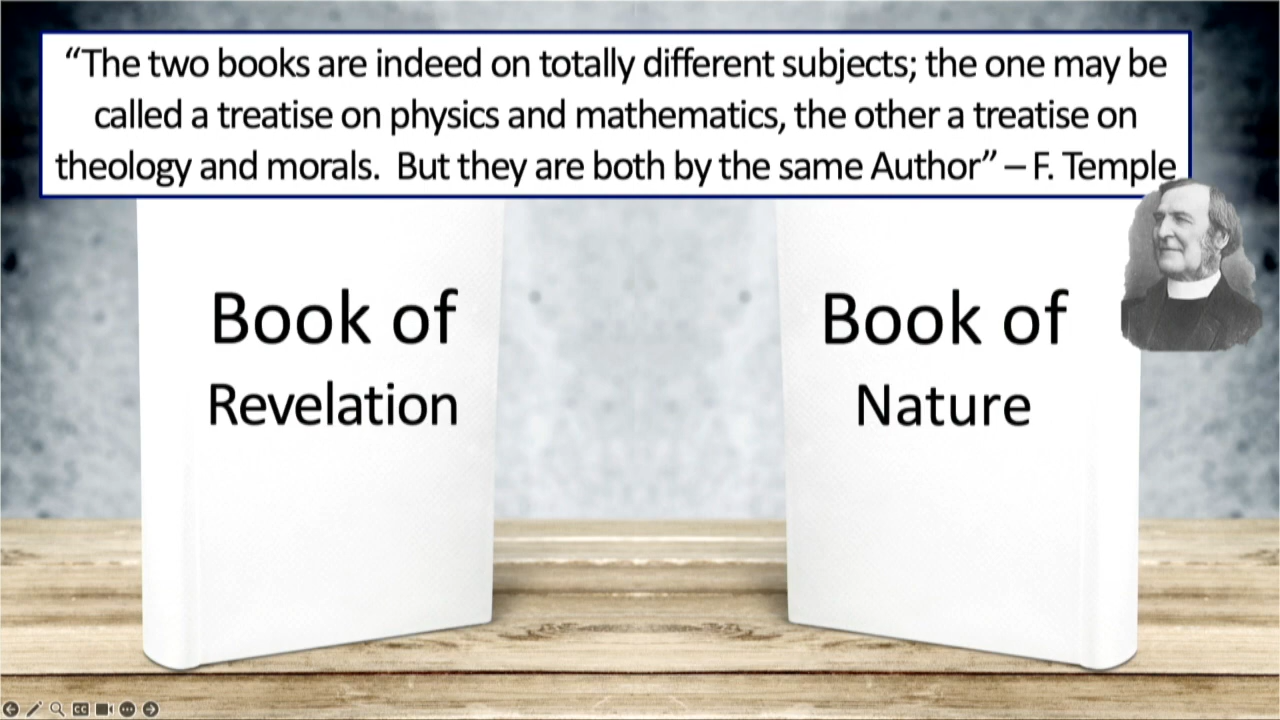 “The two books are indeed on totally different subjects; the one may be
called a treatise on physics and mathematics, the other a treatise on
theology and morals.  But they are both by the same Author” – F. Temple
Book of
Revelation
Book of
Nature
CC